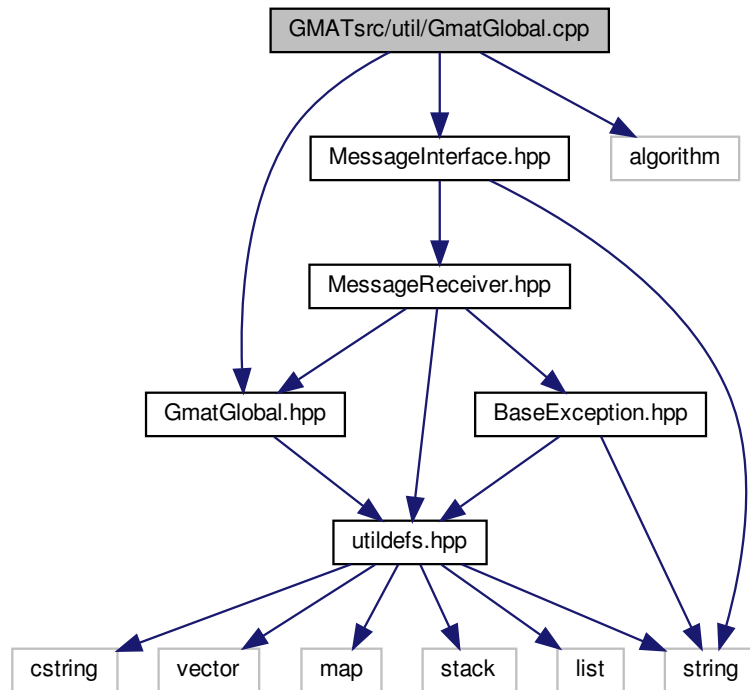 GMATsrc/util/GmatGlobal.cpp
MessageInterface.hpp
algorithm
MessageReceiver.hpp
GmatGlobal.hpp
BaseException.hpp
utildefs.hpp
cstring
vector
map
stack
list
string